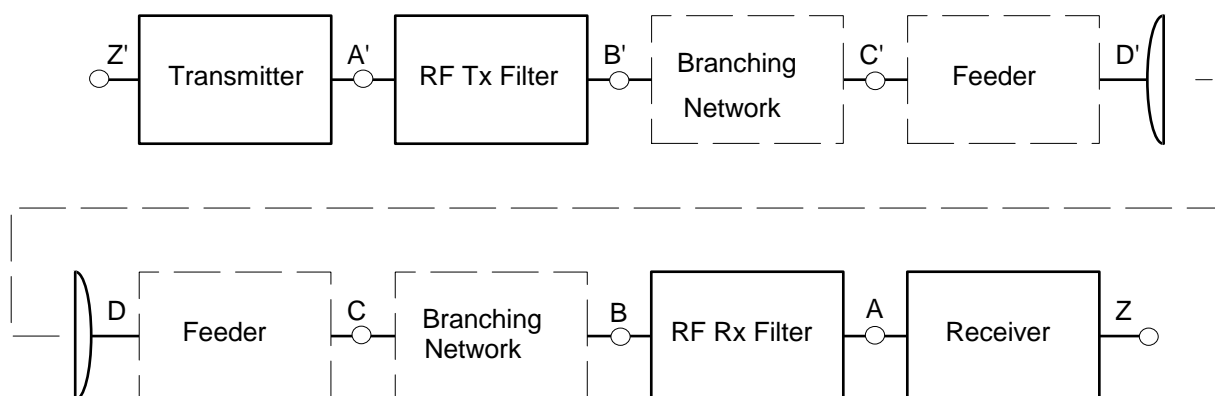 Z' Transmitter A' RF Tx Filter B' Branching Network C' Feeder D'
D Feeder C Branching Network B RF Rx Filter A Receiver Z